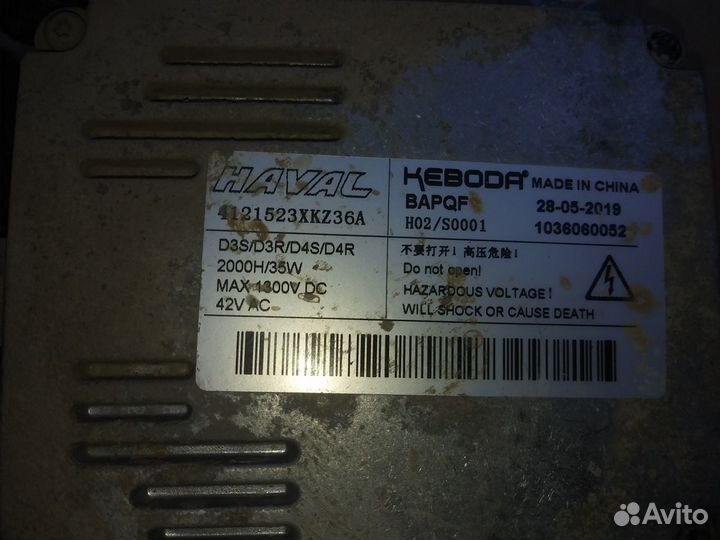 HAVAL
4121523XKZ36A
D3S/D3R/D4S/D4R
2000H/35W
MAX 1300V DC
42V AC
KEBODA MADE IN CHINA
BAPQF 28-05-2019
H02/S0001 1036060052
不要打开！高压危险！
Do not open!
HAZARDOUS VOLTAGE!
WILL SHOCK OR CAUSE DEATH
Avito